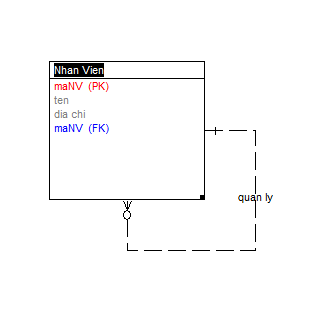 Nhan Vien
maNV (PK)
ten
dia chi
maNV (FK)
quan ly